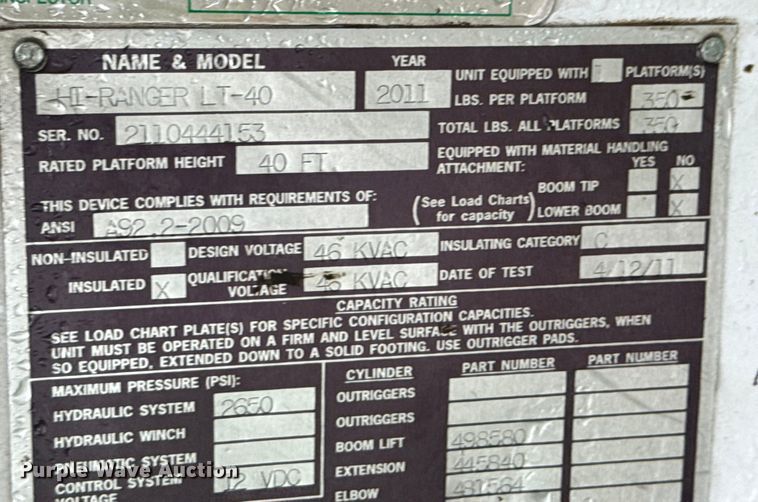 INSPECTOR
NAME & MODEL YEAR UNIT EQUIPPED WITH 1 PLATFORM(S)
HI-RANGER LT-40 2011 LBS. PER PLATFORM 350
SER. NO. 2110444153 TOTAL LBS. ALL PLATFORMS 350
RATED PLATFORM HEIGHT 40 FT. EQUIPPED WITH MATERIAL HANDLING
ATTACHMENT: YES NO
THIS DEVICE COMPLIES WITH REQUIREMENTS OF: (See Load Charts for capacity) BOOM TIP X
ANSI A92.2-2009 LOWER BOOM X
NON-INSULATED DESIGN VOLTAGE 46 KVAC INSULATING CATEGORY C
INSULATED X QUALIFICATION VOLTAGE 46 KVAC DATE OF TEST 4/12/11
CAPACITY RATING
SEE LOAD CHART PLATE(S) FOR SPECIFIC CONFIGURATION CAPACITIES.
UNIT MUST BE OPERATED ON A FIRM AND LEVEL SURFACE WITH THE OUTRIGGERS, WHEN
SO EQUIPPED, EXTENDED DOWN TO A SOLID FOOTING. USE OUTRIGGER PADS.
MAXIMUM PRESSURE (PSI): CYLINDER PART NUMBER PART NUMBER
HYDRAULIC SYSTEM 2650 OUTRIGGERS
HYDRAULIC WINCH OUTRIGGERS
PNEUMATIC SYSTEM BOOM LIFT 498580
CONTROL SYSTEM 12 VDC EXTENSION 445840
VOLTAGE ELBOW 481564
Purple Wave Auction